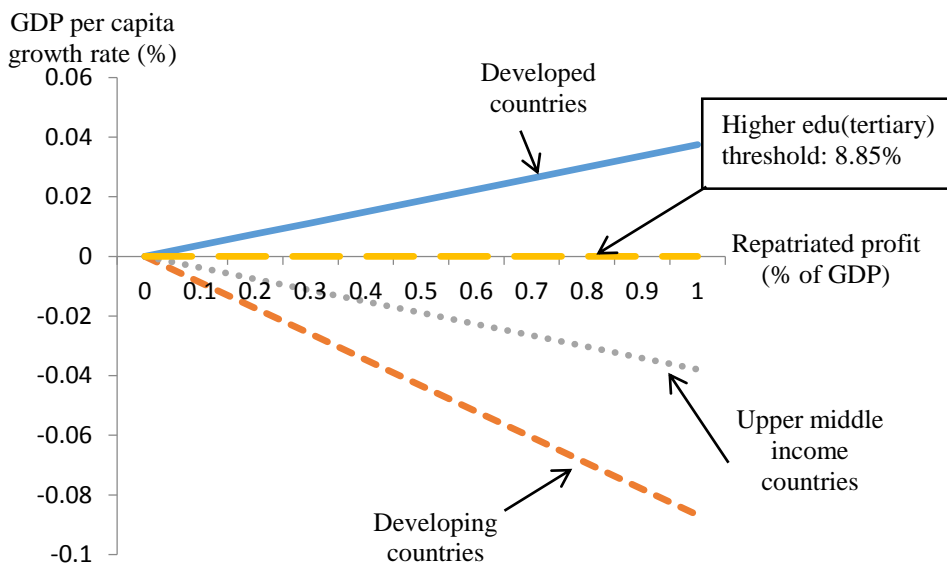 GDP per capita
growth rate (%)
0.06
0.04
0.02
0
-0.02
-0.04
-0.06
-0.08
-0.1
Developed
countries
Higher edu(tertiary)
threshold: 8.85%
Repatriated profit
(% of GDP)
0 0.1 0.2 0.3 0.4 0.5 0.6 0.7 0.8 0.9 1
Upper middle
income
countries
Developing
countries